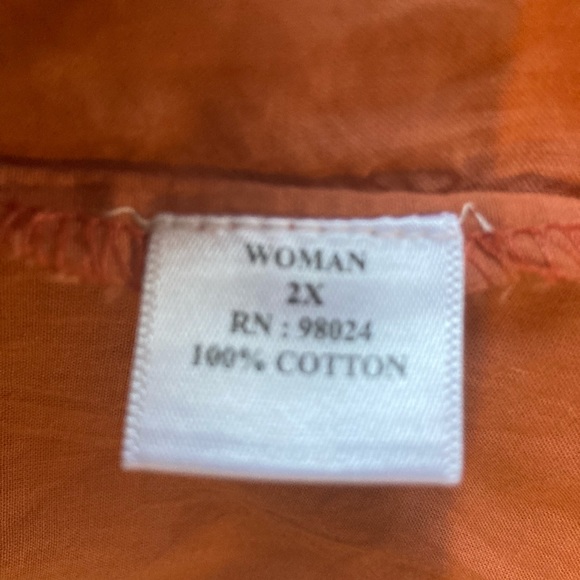 WOMAN
2X
RN : 98024
100% COTTON